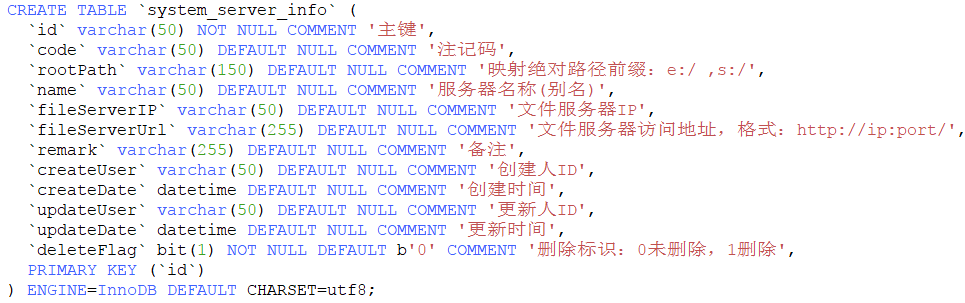 CREATE TABLE `system_server_info` (
  `id` varchar(50) NOT NULL COMMENT '主键',
  `code` varchar(50) DEFAULT NULL COMMENT '注记码',
  `rootPath` varchar(150) DEFAULT NULL COMMENT '映射绝对路径前缀：e:/ ,s:/',
  `name` varchar(50) DEFAULT NULL COMMENT '服务器名称(别名)',
  `fileServerIP` varchar(50) DEFAULT NULL COMMENT '文件服务器IP',
  `fileServerUrl` varchar(255) DEFAULT NULL COMMENT '文件服务器访问地址，格式：http://ip:port/',
  `remark` varchar(255) DEFAULT NULL COMMENT '备注',
  `createUser` varchar(50) DEFAULT NULL COMMENT '创建人ID',
  `createDate` datetime DEFAULT NULL COMMENT '创建时间',
  `updateUser` varchar(50) DEFAULT NULL COMMENT '更新人ID',
  `updateDate` datetime DEFAULT NULL COMMENT '更新时间',
  `deleteFlag` bit(1) NOT NULL DEFAULT b'0' COMMENT '删除标识：0未删除，1删除',
  PRIMARY KEY (`id`)
) ENGINE=InnoDB DEFAULT CHARSET=utf8;